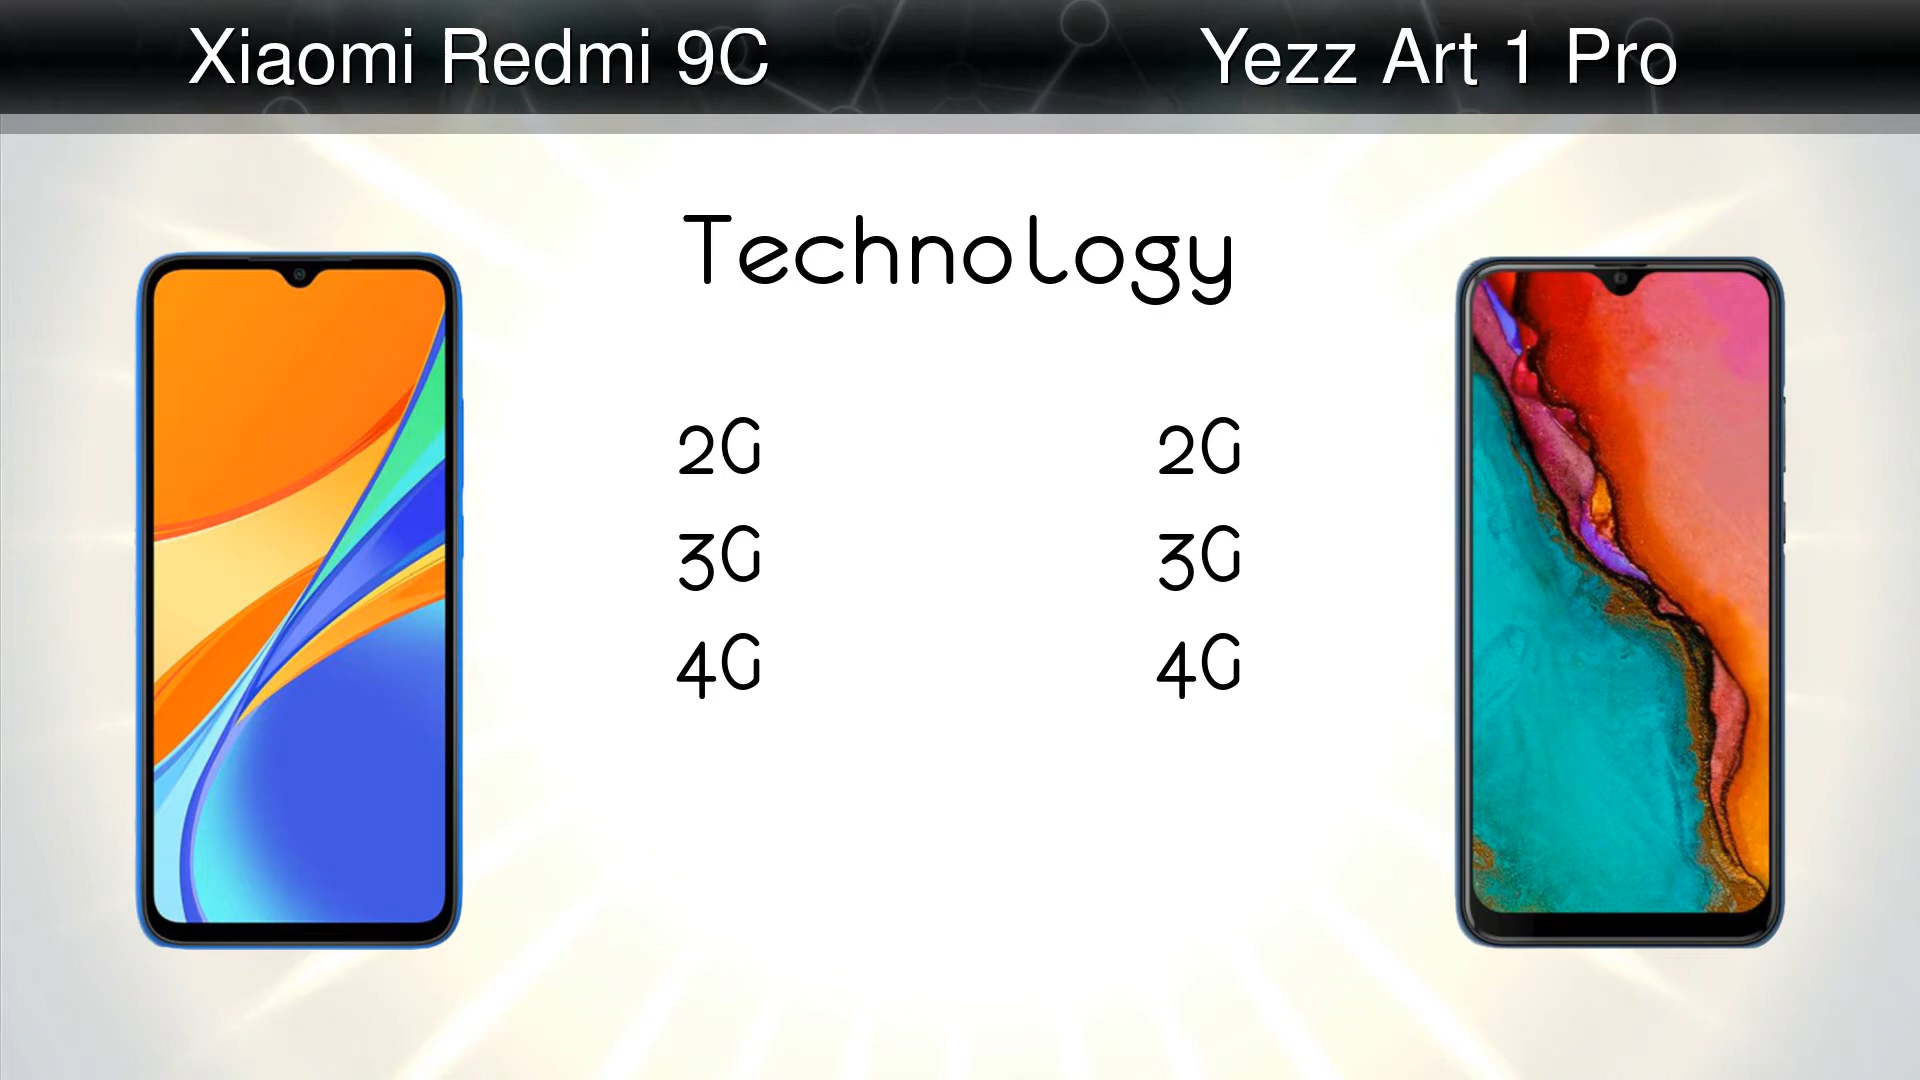 Xiaomi Redmi 9C
Yezz Art 1 Pro
Technology
2G
2G
3G
3G
4G
4G